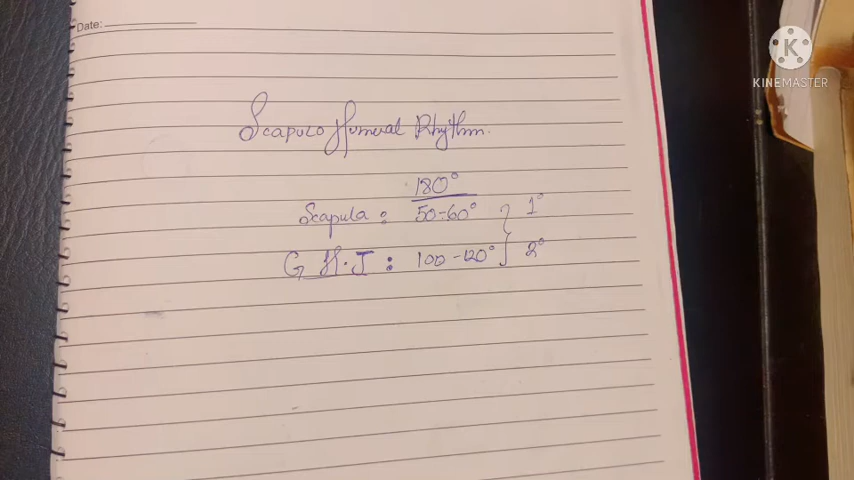 Date:
K
KINEMASTER
Scapulo Humeral Rhythm.
180°
Scapula : 50-60° } 1°
G H.J : 100-120° } 2°